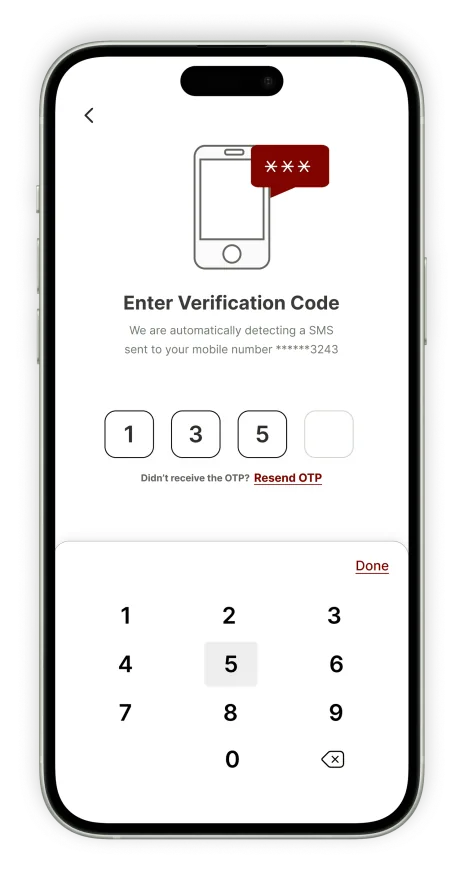 ***
Enter Verification Code
We are automatically detecting a SMS
sent to your mobile number ******3243
1 3 5
Didn't receive the OTP? Resend OTP
Done
1 2 3
4 5 6
7 8 9
0